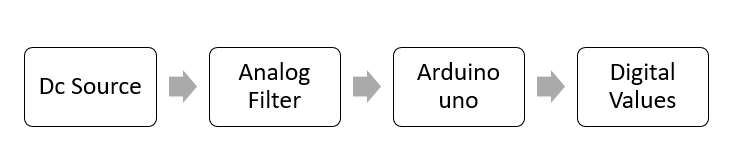 Dc Source
Analog
Filter
Arduino
uno
Digital
Values